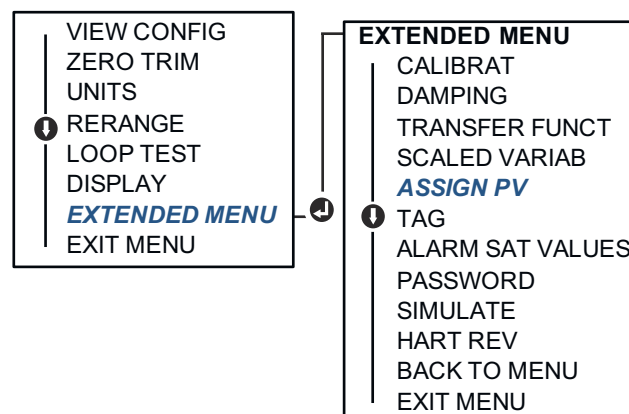 VIEW CONFIG
ZERO TRIM
UNITS
RERANGE
LOOP TEST
DISPLAY
EXTENDED MENU
EXIT MENU
EXTENDED MENU
CALIBRAT
DAMPING
TRANSFER FUNCT
SCALED VARIAB
ASSIGN PV
TAG
ALARM SAT VALUES
PASSWORD
SIMULATE
HART REV
BACK TO MENU
EXIT MENU